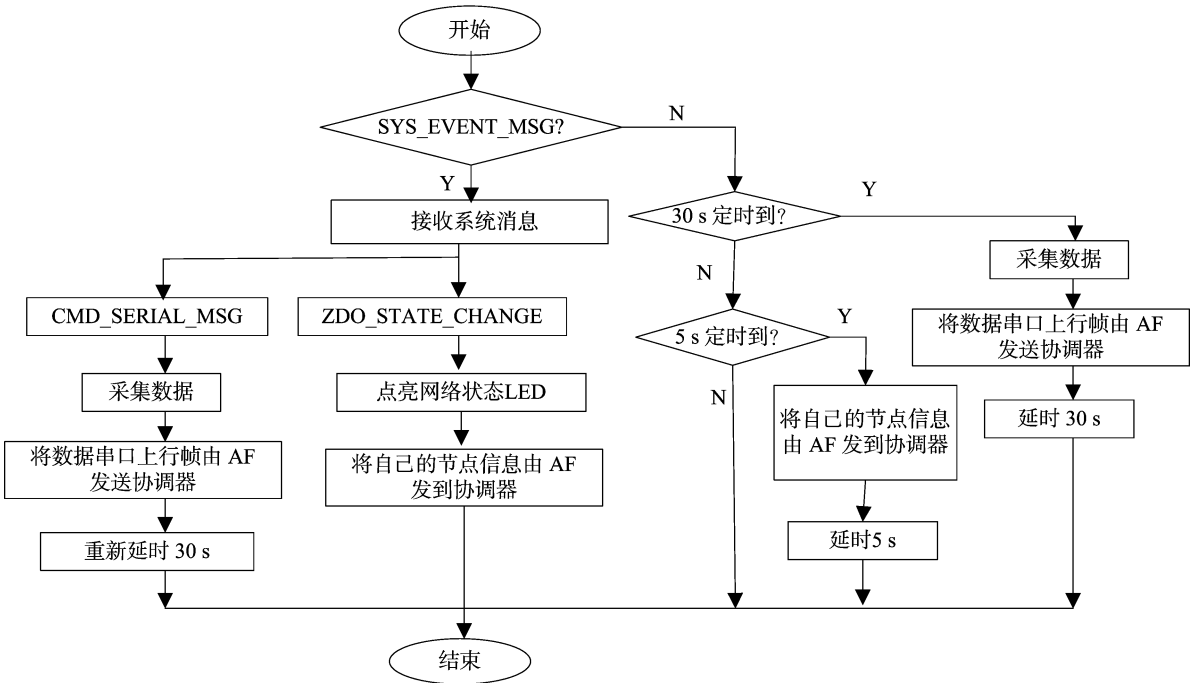 开始
SYS_EVENT_MSG?
N
Y
接收系统消息
30 s 定时到?
Y
N
采集数据
CMD_SERIAL_MSG
ZDO_STATE_CHANGE
5 s 定时到?
Y
N
将数据串口上行帧由 AF
发送协调器
采集数据
点亮网络状态LED
将自己的节点信息
由 AF 发到协调器
延时 30 s
将数据串口上行帧由 AF
发送协调器
将自己的节点信息由 AF
发到协调器
重新延时 30 s
延时5 s
结束